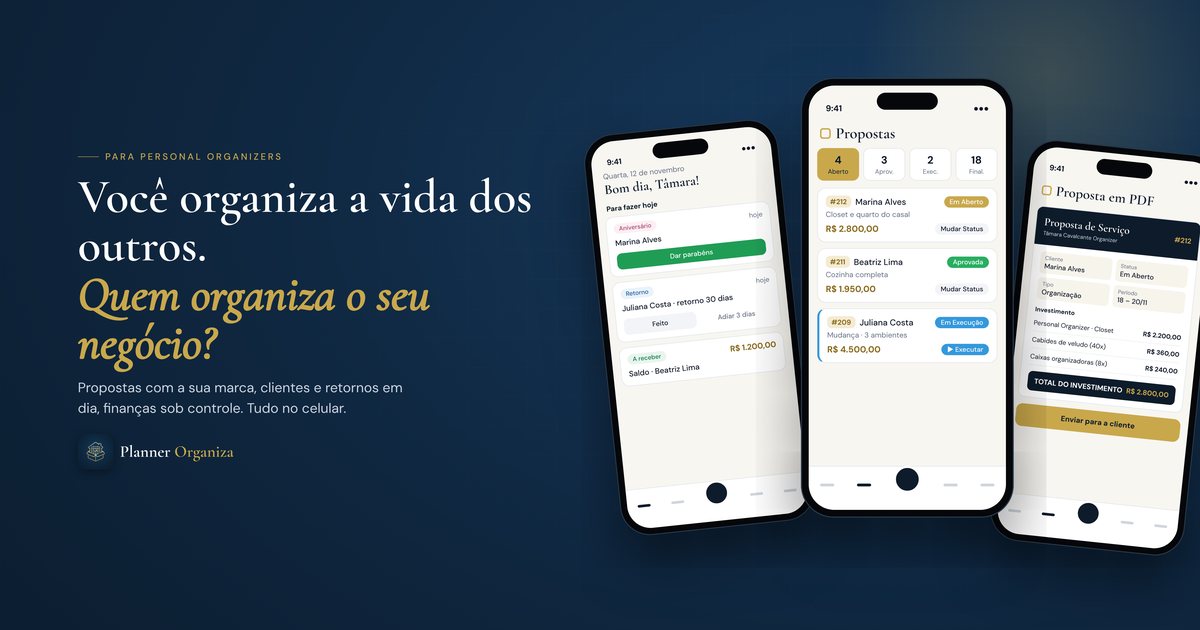 PARA PERSONAL ORGANIZERS
Você organiza a vida dos
outros.
Quem organiza o seu
negócio?
Propostas com a sua marca, clientes e retornos em
dia, finanças sob controle. Tudo no celular.
Planner Organiza
9:41
Quarta, 12 de novembro
Bom dia, Tâmara!
Para fazer hoje
Aniversário
hoje
Marina Alves
Dar parabéns
Retorno
hoje
Juliana Costa · retorno 30 dias
Feito
Adiar 3 dias
A receber
R$ 1.200,00
Saldo · Beatriz Lima
9:41
Propostas
4
Aberto
3
Aprov.
2
Exec.
18
Final.
#212 Marina Alves Em Aberto
Closet e quarto do casal
R$ 2.800,00 Mudar Status
#211 Beatriz Lima Aprovada
Cozinha completa
R$ 1.950,00 Mudar Status
#209 Juliana Costa Em Execução
Mudança · 3 ambientes
R$ 4.500,00 ▶ Executar
9:41
Proposta em PDF
Proposta de Serviço
Tâmara Cavalcante Organizer
#212
Cliente
Marina Alves
Status
Em Aberto
Tipo
Organização
Período
18 – 20/11
Investimento
Personal Organizer · Closet R$ 2.200,00
Cabides de veludo (40x) R$ 360,00
Caixas organizadoras (8x) R$ 240,00
TOTAL DO INVESTIMENTO R$ 2.800,00
Enviar para a cliente